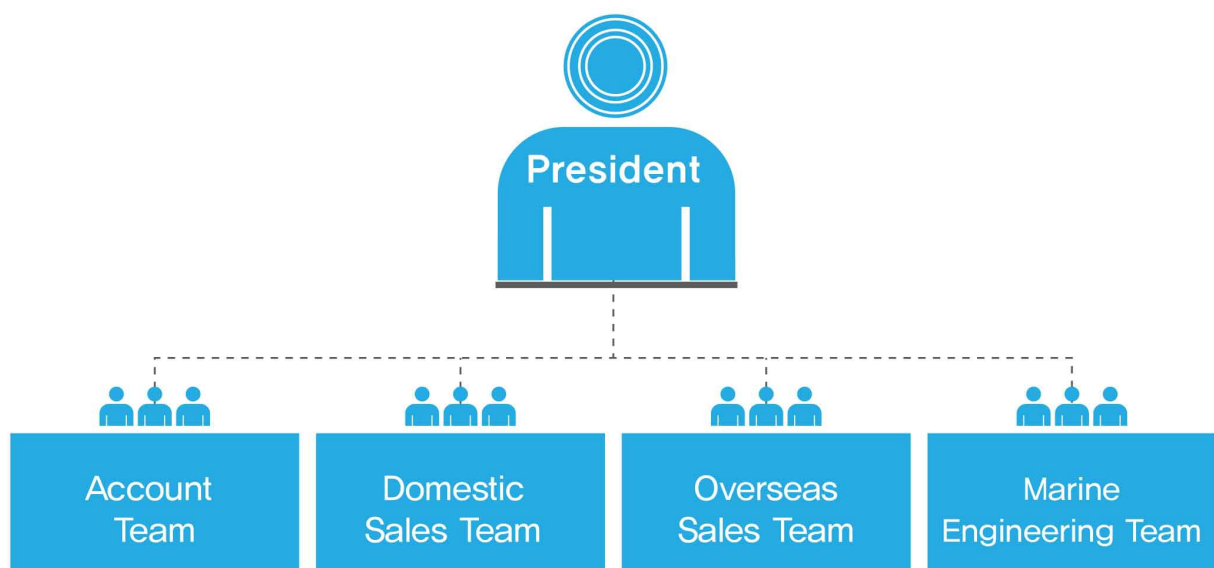 President
Account
Team
Domestic
Sales Team
Overseas
Sales Team
Marine
Engineering Team